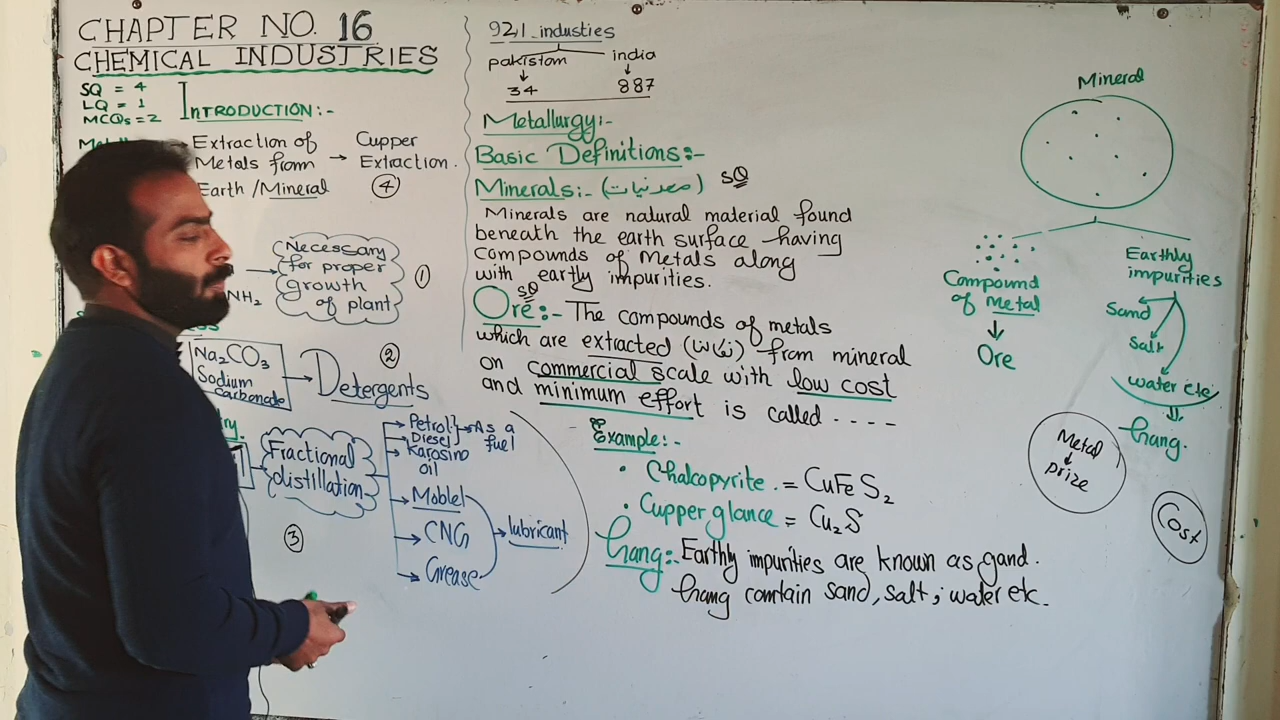 CHAPTER NO. 16
CHEMICAL INDUSTRIES
SQ = 4
LQ = 1
MCQs = 2
INTRODUCTION:-
Extraction of
Metals from
Earth / Mineral
→ Cupper
Extraction.
④
NH₂
→ Necessary
for proper
growth
of plant
①
Na₂CO₃
Sodium
carbonate
→ Detergents
②
Fractional
distillation
Petrol
Diesel
→ As a
fuel
Karosino
oil
Moblel
CNG
Grease
→ lubricant
③
921 industies
pakistan india
↓ ↓
34 887
Metallurgy:-
Basic Definitions:-
Minerals:- (معدنیات) SQ
Minerals are natural material found
beneath the earth surface having
compounds of Metals along
with eartly impurities.
SQ
Ore:- The compounds of metals
which are extracted (نکالنا) from mineral
on commercial scale with low cost
and minimum effort is called - - - -
Example:-
• Chalcopyrite. = CuFeS₂
• Cupper glance = Cu₂S
Gang:- Earthly impurities are known as gand.
Gang comtain sand, salt, water etc.
Mineral
Compound
of Metal
↓
Ore
Earthly
impurities
Sand
Salt
water etc
⇓
Gang.
Metal
↓
prize
Cost